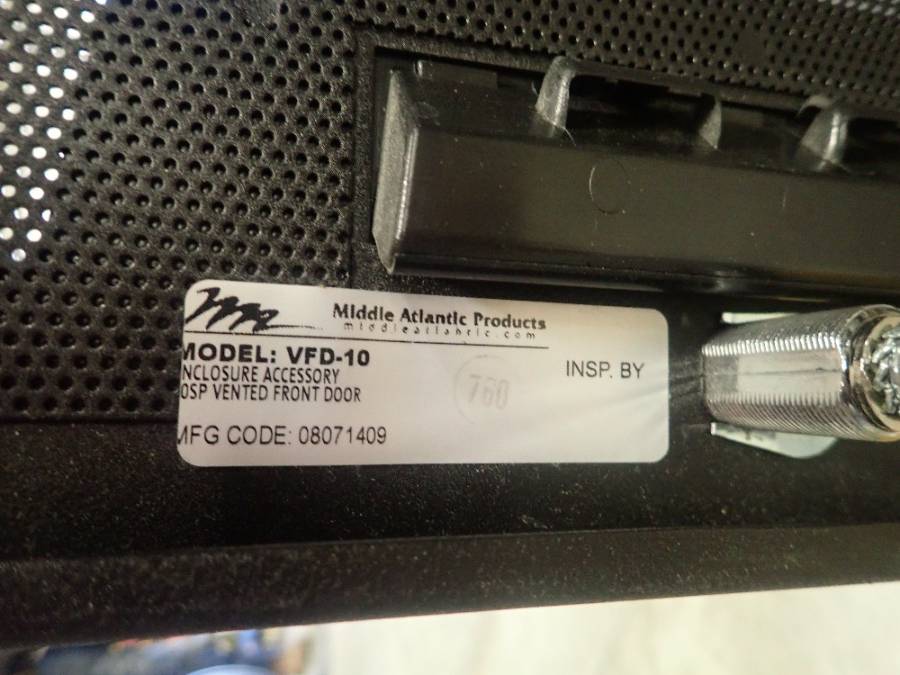 Middle Atlantic Products
middleatlantic.com
MODEL: VFD-10
NCLOSURE ACCESSORY
0SP VENTED FRONT DOOR
INSP. BY
760
MFG CODE: 08071409